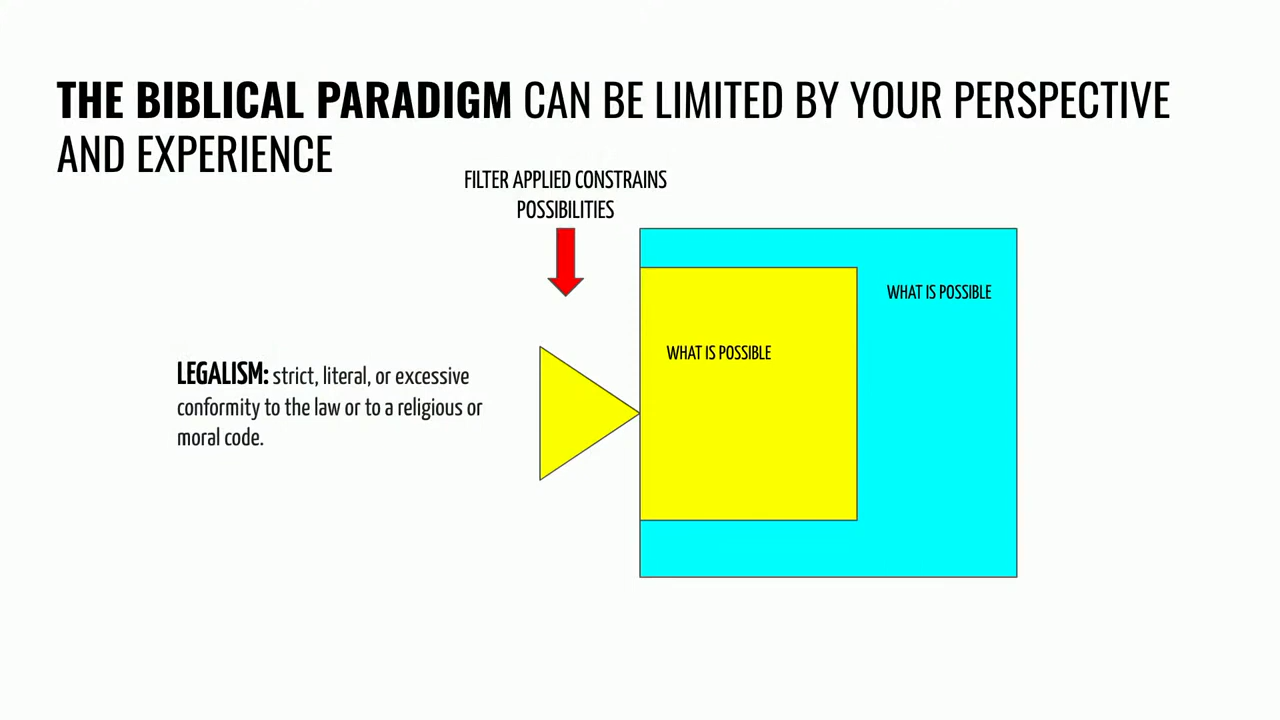 THE BIBLICAL PARADIGM CAN BE LIMITED BY YOUR PERSPECTIVE
AND EXPERIENCE
FILTER APPLIED CONSTRAINS
POSSIBILITIES
WHAT IS POSSIBLE
WHAT IS POSSIBLE
LEGALISM: strict, literal, or excessive
conformity to the law or to a religious or
moral code.